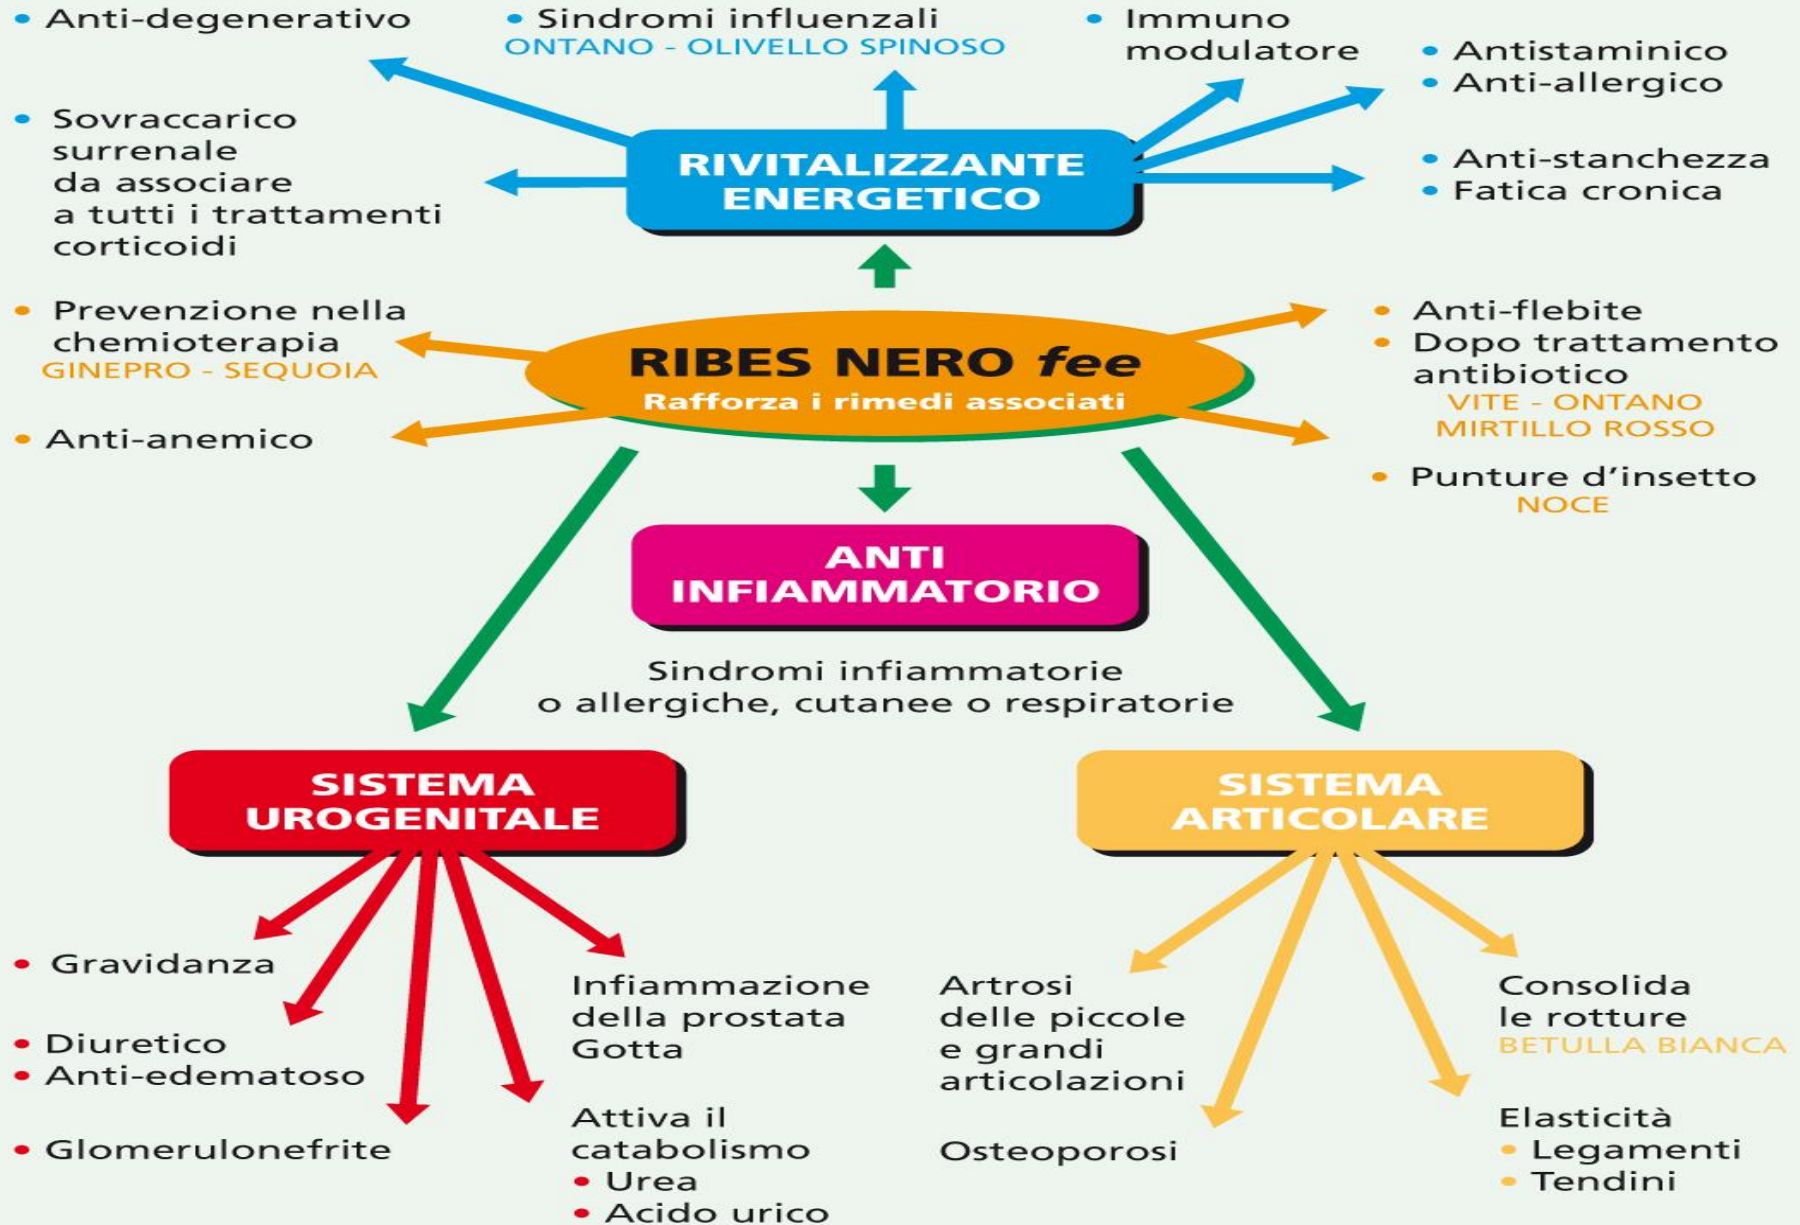 • Anti-degenerativo
• Sindromi influenzali
ONTANO - OLIVELLO SPINOSO
• Immuno
modulatore
• Antistaminico
• Anti-allergico
• Sovraccarico
surrenale
da associare
a tutti i trattamenti
corticoidi
RIVITALIZZANTE
ENERGETICO
• Anti-stanchezza
• Fatica cronica
• Prevenzione nella
chemioterapia
GINEPRO - SEQUOIA
• Anti-anemico
RIBES NERO fee
Rafforza i rimedi associati
• Anti-flebite
• Dopo trattamento
antibiotico
VITE - ONTANO
MIRTILLO ROSSO
• Punture d’insetto
NOCE
ANTI
INFIAMMATORIO
Sindromi infiammatorie
o allergiche, cutanee o respiratorie
SISTEMA
UROGENITALE
• Gravidanza
• Diuretico
• Anti-edematoso
• Glomerulonefrite
Infiammazione
della prostata
Gotta
Attiva il
catabolismo
• Urea
• Acido urico
SISTEMA
ARTICOLARE
Artrosi
delle piccole
e grandi
articolazioni
Osteoporosi
Consolida
le rotture
BETULLA BIANCA
Elasticità
• Legamenti
• Tendini